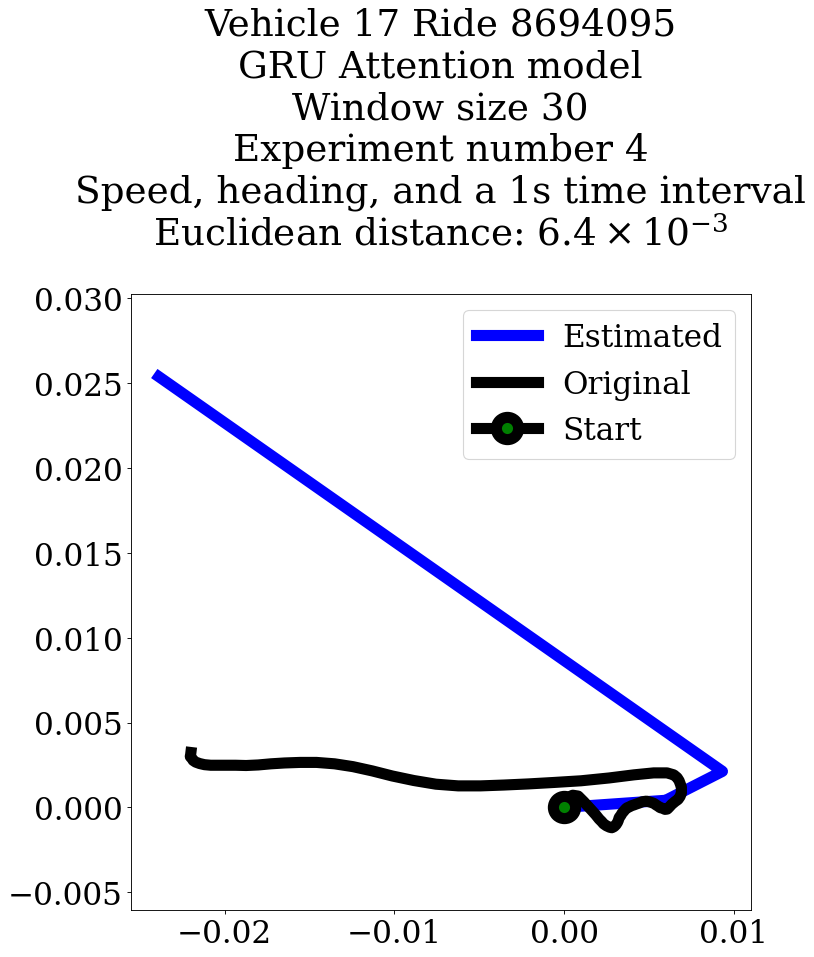 Vehicle 17 Ride 8694095
GRU Attention model
Window size 30
Experiment number 4
Speed, heading, and a 1s time interval
Euclidean distance: 6.4 × 10⁻³
0.030
0.025
0.020
0.015
0.010
0.005
0.000
−0.005
Estimated
Original
Start
−0.02 −0.01 0.00 0.01